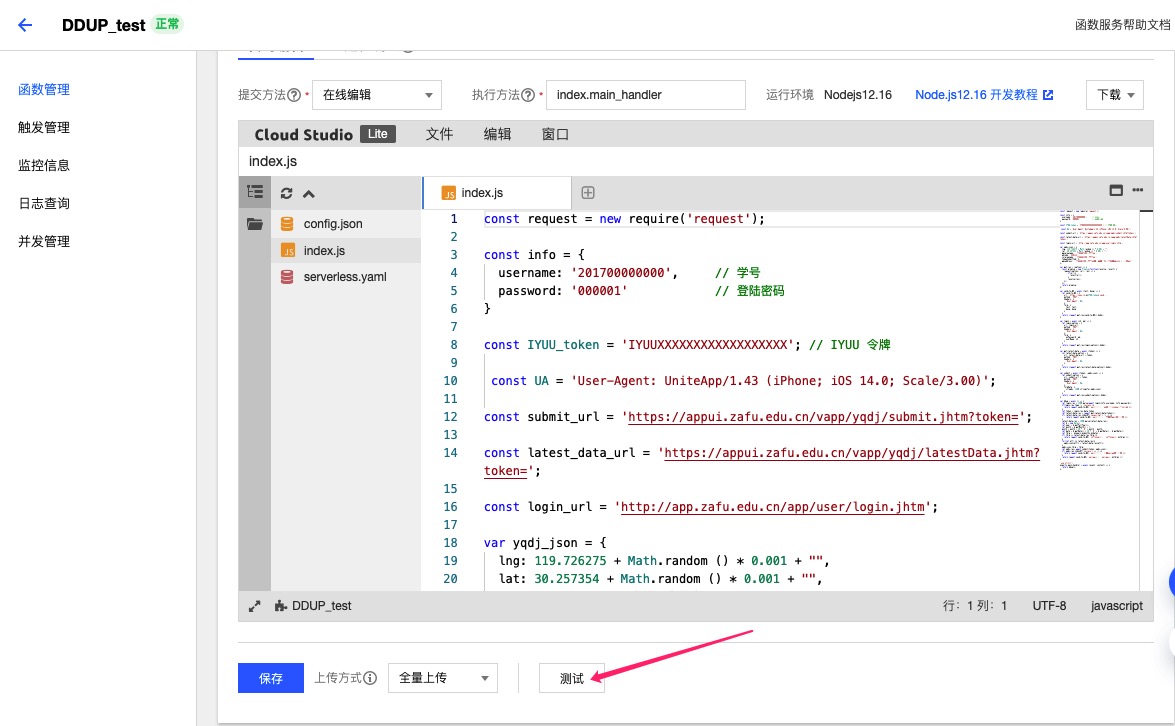 DDUP_test 正常
函数服务帮助文档
函数管理
触发管理
监控信息
日志查询
并发管理
提交方法 * 在线编辑 执行方法 * index.main_handler 运行环境 Nodejs12.16 Node.js12.16 开发教程 下载
Cloud Studio Lite 文件 编辑 窗口
index.js
JS index.js
config.json
JS index.js
serverless.yaml
1 const request = new require('request');
2
3 const info = {
4 username: '201700000000', // 学号
5 password: '000001' // 登陆密码
6 }
7
8 const IYUU_token = 'IYUUXXXXXXXXXXXXXXXXXX'; // IYUU 令牌
9
10 const UA = 'User-Agent: UniteApp/1.43 (iPhone; iOS 14.0; Scale/3.00)';
11
12 const submit_url = 'https://appui.zafu.edu.cn/vapp/yqdj/submit.jhtm?token=';
13
14 const latest_data_url = 'https://appui.zafu.edu.cn/vapp/yqdj/latestData.jhtm?
token=';
15
16 const login_url = 'http://app.zafu.edu.cn/app/user/login.jhtm';
17
18 var yqdj_json = {
19 lng: 119.726275 + Math.random () * 0.001 + "",
20 lat: 30.257354 + Math.random () * 0.001 + "",
DDUP_test 行：1 列：1 UTF-8 javascript
保存 上传方式 全量上传 测试